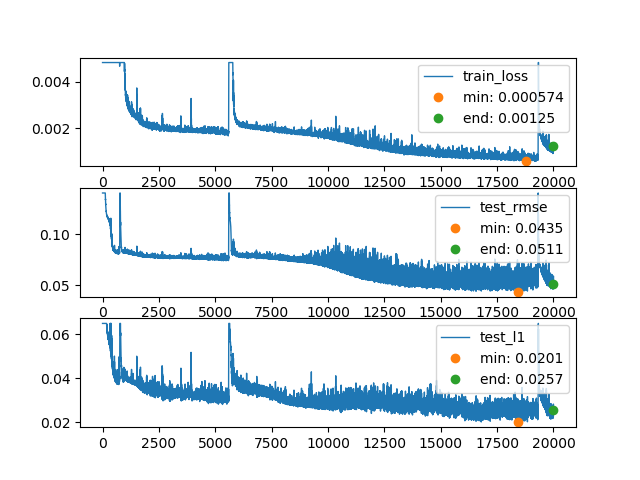 0.004
0.002
train_loss
min: 0.000574
end: 0.00125
0 2500 5000 7500 10000 12500 15000 17500 20000
0.10
0.05
test_rmse
min: 0.0435
end: 0.0511
0 2500 5000 7500 10000 12500 15000 17500 20000
0.06
0.04
0.02
test_l1
min: 0.0201
end: 0.0257
0 2500 5000 7500 10000 12500 15000 17500 20000